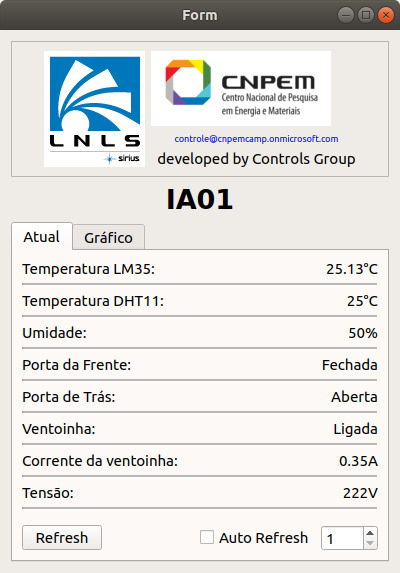 Form
LNLS
sirius
CNPEM
Centro Nacional de Pesquisa
em Energia e Materiais
controle@cnpemcamp.onmicrosoft.com
developed by Controls Group
IA01
Atual
Gráfico
Temperatura LM35: 25.13°C
Temperatura DHT11: 25°C
Umidade: 50%
Porta da Frente: Fechada
Porta de Trás: Aberta
Ventoinha: Ligada
Corrente da ventoinha: 0.35A
Tensão: 222V
Refresh Auto Refresh 1